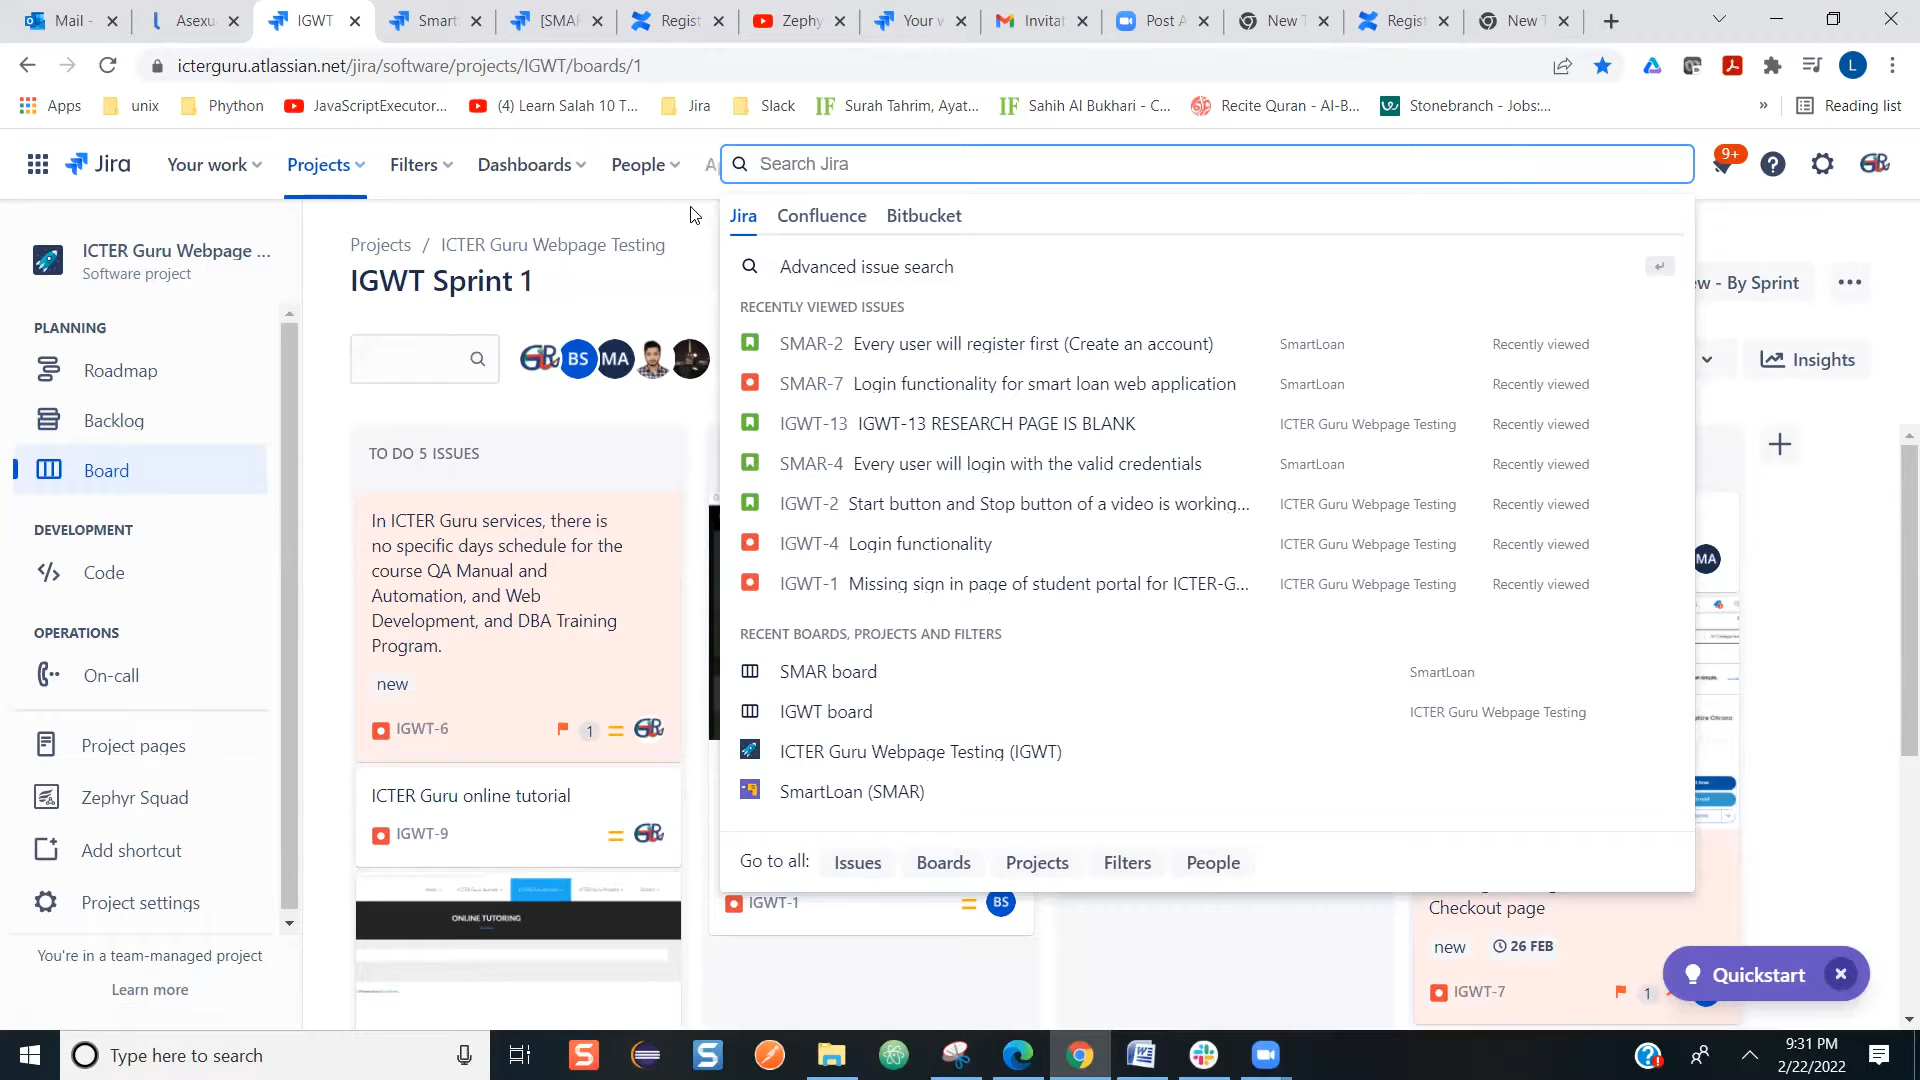 Mail -
Asexu
IGWT
Smart
[SMAR
Regist
Zephy
Your w
Invitat
Post A
New T
Regist
New T
icterguru.atlassian.net/jira/software/projects/IGWT/boards/1
L
Apps
unix
Phython
JavaScriptExecutor...
(4) Learn Salah 10 T...
Jira
Slack
IF Surah Tahrim, Ayat...
IF Sahih Al Bukhari - C...
Recite Quran - Al-B...
Stonebranch - Jobs:...
»
Reading list
Jira
Your work
Projects
Filters
Dashboards
People
Search Jira
9+
Jira Confluence Bitbucket
Advanced issue search
RECENTLY VIEWED ISSUES
SMAR-2 Every user will register first (Create an account) SmartLoan Recently viewed
SMAR-7 Login functionality for smart loan web application SmartLoan Recently viewed
IGWT-13 IGWT-13 RESEARCH PAGE IS BLANK ICTER Guru Webpage Testing Recently viewed
SMAR-4 Every user will login with the valid credentials SmartLoan Recently viewed
IGWT-2 Start button and Stop button of a video is working... ICTER Guru Webpage Testing Recently viewed
IGWT-4 Login functionality ICTER Guru Webpage Testing Recently viewed
IGWT-1 Missing sign in page of student portal for ICTER-G... ICTER Guru Webpage Testing Recently viewed
RECENT BOARDS, PROJECTS AND FILTERS
SMAR board SmartLoan
IGWT board ICTER Guru Webpage Testing
ICTER Guru Webpage Testing (IGWT)
SmartLoan (SMAR)
Go to all: Issues Boards Projects Filters People
ICTER Guru Webpage ...
Software project
PLANNING
Roadmap
Backlog
Board
DEVELOPMENT
Code
OPERATIONS
On-call
Project pages
Zephyr Squad
Add shortcut
Project settings
You're in a team-managed project
Learn more
Projects / ICTER Guru Webpage Testing
IGWT Sprint 1
w - By Sprint
BS
MA
Insights
TO DO 5 ISSUES
In ICTER Guru services, there is
no specific days schedule for the
course QA Manual and
Automation, and Web
Development, and DBA Training
Program.
new
IGWT-6
1
ICTER Guru online tutorial
IGWT-9
ONLINE TUTORING
IGWT-1
BS
MA
Checkout page
new
26 FEB
IGWT-7
1
Quickstart
Type here to search
9:31 PM
2/22/2022